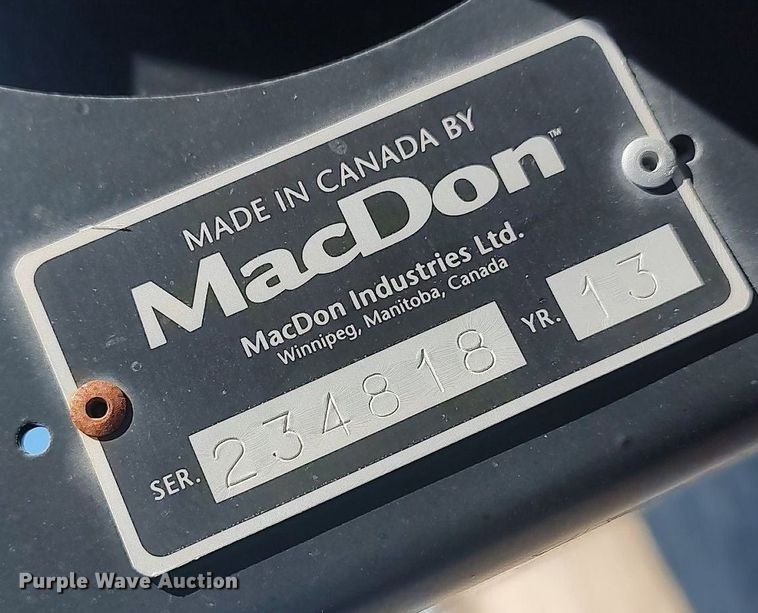 MADE IN CANADA BY
MacDon™
MacDon Industries Ltd.
Winnipeg, Manitoba, Canada
SER. 234818 YR. 13
Purple Wave Auction